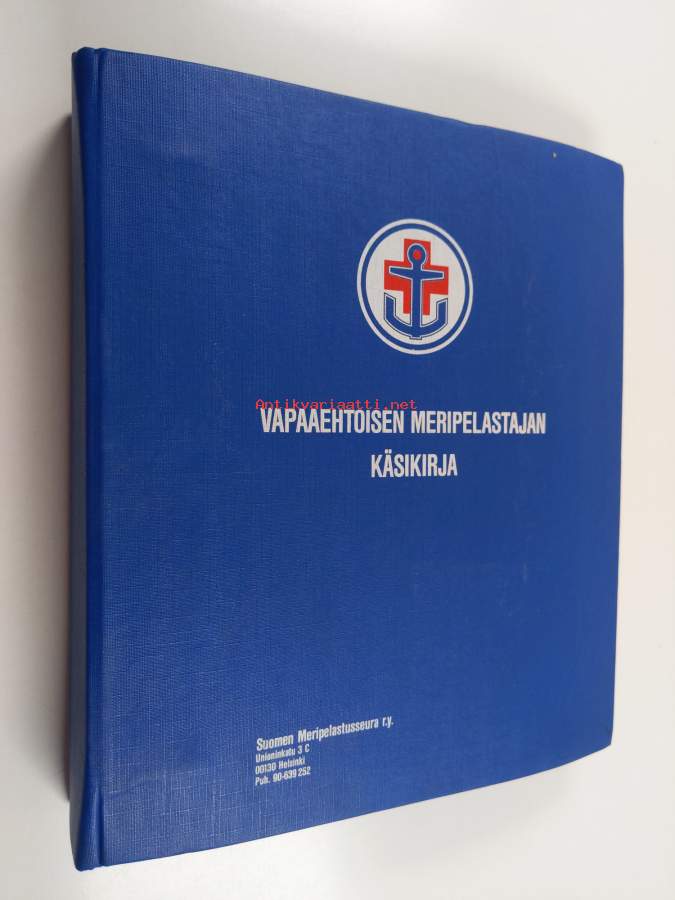 Antikvariaatti.net
VAPAAEHTOISEN MERIPELASTAJAN
KÄSIKIRJA
Suomen Meripelastusseura r.y.
Unioninkatu 3 C
00130 Helsinki
Puh. 90-639 252